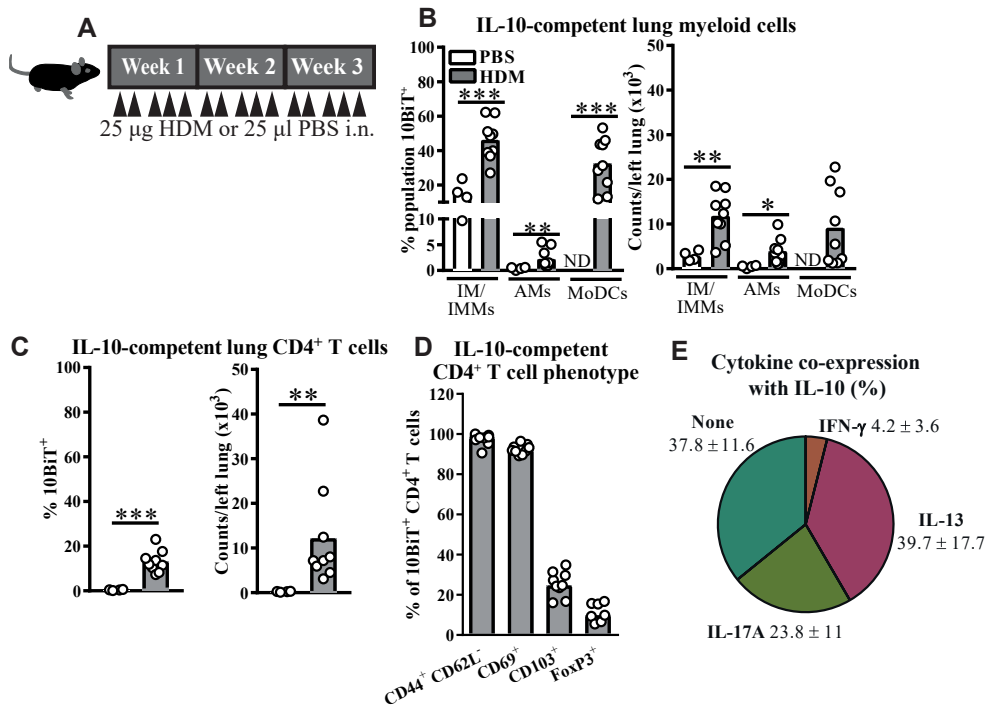 A
Week 1 Week 2 Week 3
25 µg HDM or 25 µl PBS i.n.
B
IL-10-competent lung myeloid cells
PBS
HDM
% population 10BiT+
100
80
60
40
20
10
5
0
***
**
***
ND
IM/
IMMs
AMs
MoDCs
Counts/left lung (x10³)
50
40
30
20
10
0
**
*
ND
IM/
IMMs
AMs
MoDCs
C
IL-10-competent lung CD4+ T cells
% 10BiT+
100
80
60
40
20
0
***
Counts/left lung (x10³)
50
40
30
20
10
0
**
D
IL-10-competent
CD4+ T cell phenotype
% of 10BiT+ CD4+ T cells
120
100
80
60
40
20
0
CD44+ CD62L-
CD69+
CD103+
FoxP3+
E
Cytokine co-expression
with IL-10 (%)
None
37.8 ± 11.6
IFN-γ 4.2 ± 3.6
IL-13
39.7 ± 17.7
IL-17A 23.8 ± 11